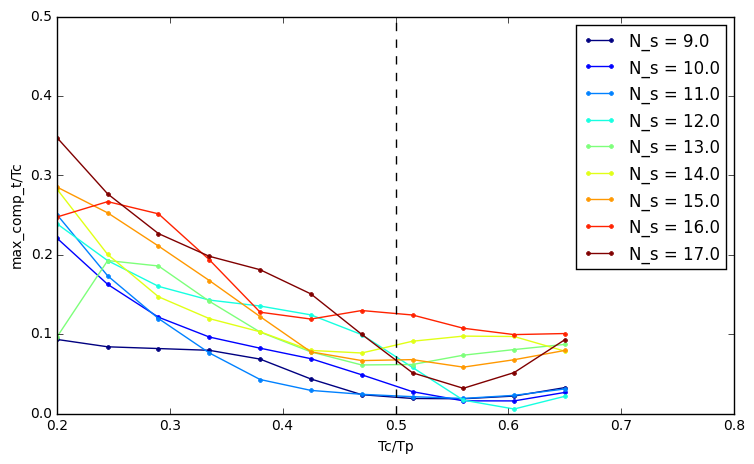 0.5
0.4
0.3
0.2
0.1
0.0
max_comp_t/Tc
N_s = 9.0
N_s = 10.0
N_s = 11.0
N_s = 12.0
N_s = 13.0
N_s = 14.0
N_s = 15.0
N_s = 16.0
N_s = 17.0
0.2 0.3 0.4 0.5 0.6 0.7 0.8
Tc/Tp